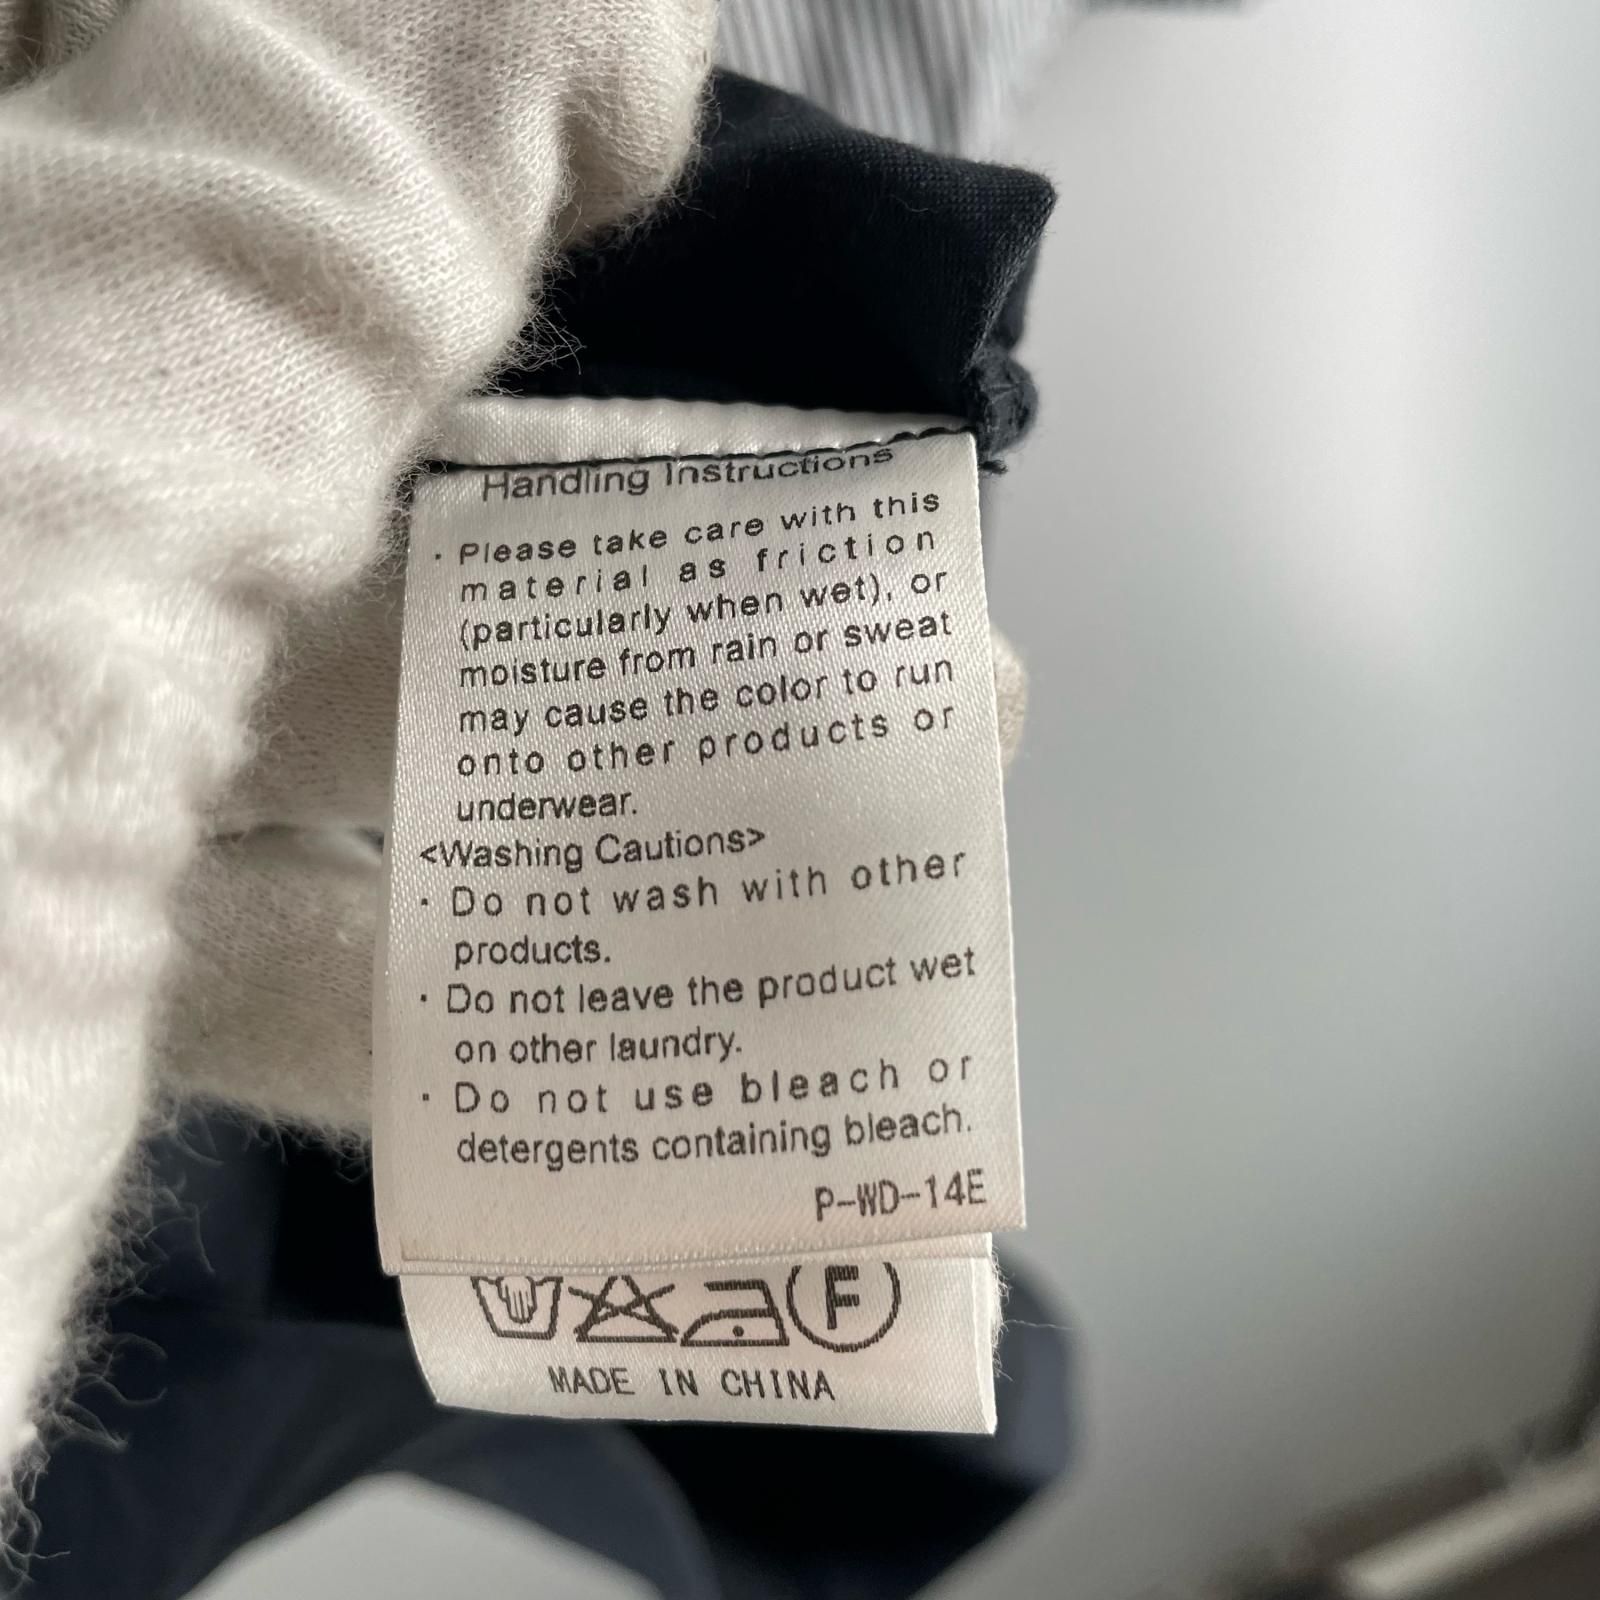 Handling Instructions
・Please take care with this
material as friction
(particularly when wet), or
moisture from rain or sweat
may cause the color to run
onto other products or
underwear.
<Washing Cautions>
・Do not wash with other
products.
・Do not leave the product wet
on other laundry.
・Do not use bleach or
detergents containing bleach.
P-WD-14E
F
MADE IN CHINA